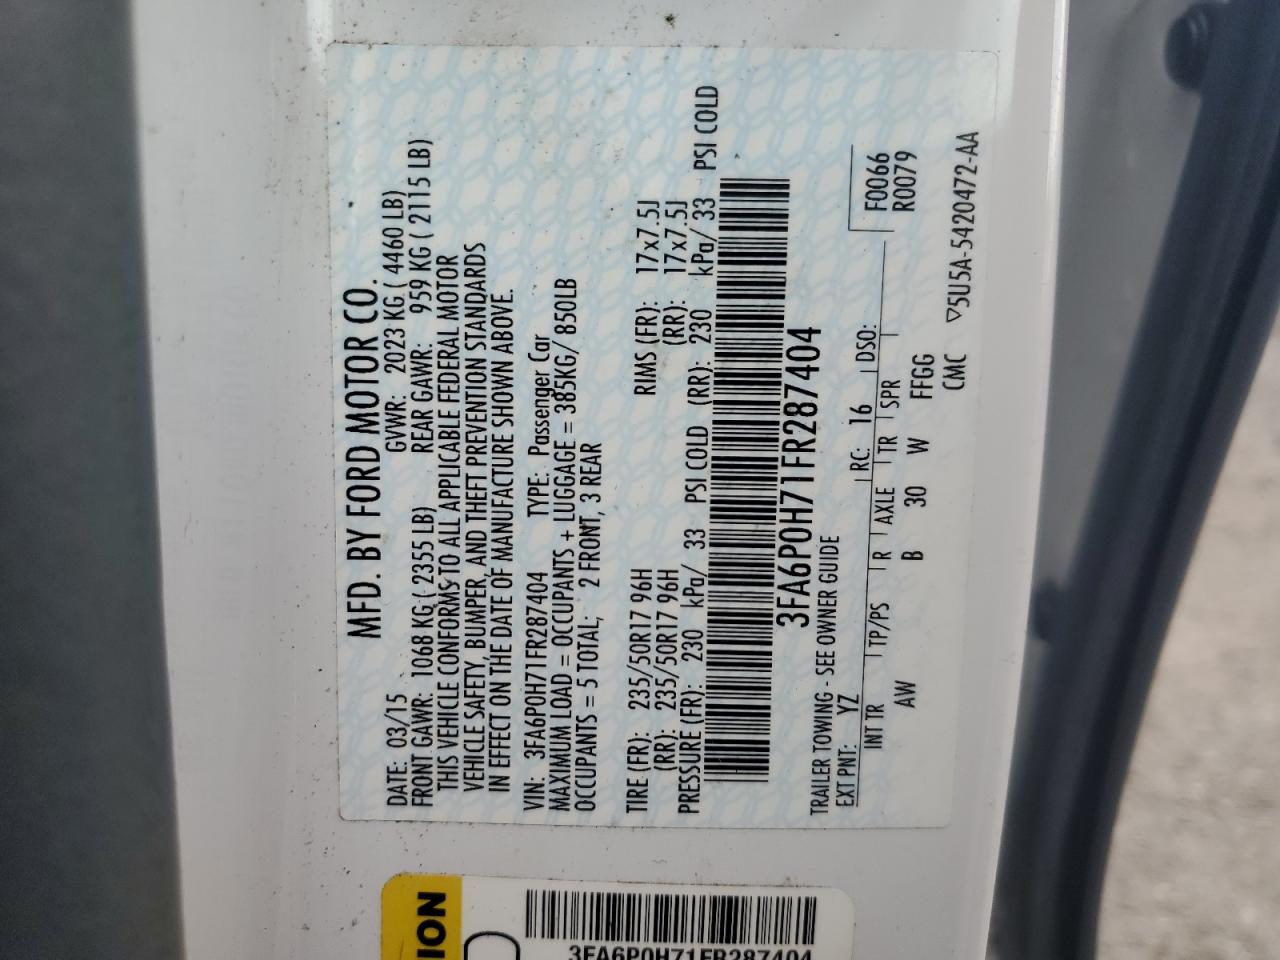 MFD. BY FORD MOTOR CO.
DATE: 03/15 GVWR: 2023 KG ( 4460 LB)
FRONT GAWR: 1068 KG ( 2355 LB) REAR GAWR: 959 KG ( 2115 LB)
THIS VEHICLE CONFORMS TO ALL APPLICABLE FEDERAL MOTOR
VEHICLE SAFETY, BUMPER, AND THEFT PREVENTION STANDARDS
IN EFFECT ON THE DATE OF MANUFACTURE SHOWN ABOVE.
VIN: 3FA6P0H71FR287404 TYPE: Passenger Car
MAXIMUM LOAD = OCCUPANTS + LUGGAGE = 385KG/ 850LB
OCCUPANTS = 5 TOTAL; 2 FRONT, 3 REAR
TIRE (FR): 235/50R17 96H RIMS (FR): 17x7.5J
(RR): 235/50R17 96H (RR): 17x7.5J
PRESSURE (FR): 230 kPa/ 33 PSI COLD (RR): 230 kPa/ 33 PSI COLD
3FA6P0H71FR287404
TRAILER TOWING - SEE OWNER GUIDE
EXT PNT: YZ RC: 16 DSO: F0066
INT TR TP/PS R AXLE TR SPR R0079
AW B 30 W FFGG
CMC ▽5U5A-5420472-AA
ION
3FA6P0H71FR287404